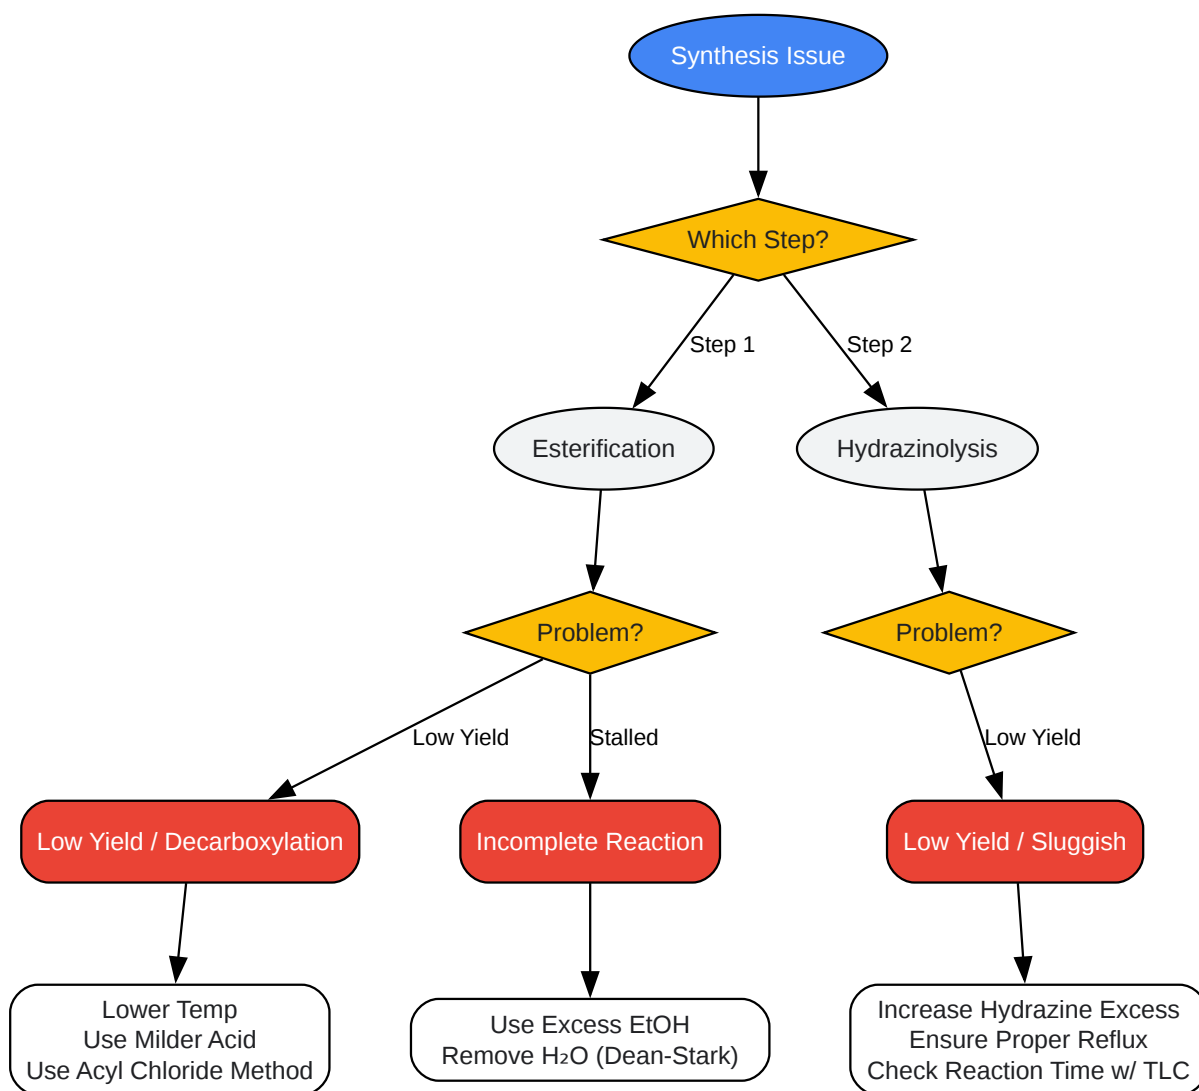 Synthesis Issue
Which Step?
Step 1
Step 2
Esterification
Hydrazinolysis
Problem?
Problem?
Low Yield
Stalled
Low Yield
Low Yield / Decarboxylation
Incomplete Reaction
Low Yield / Sluggish
Lower Temp
Use Milder Acid
Use Acyl Chloride Method
Use Excess EtOH
Remove H₂O (Dean-Stark)
Increase Hydrazine Excess
Ensure Proper Reflux
Check Reaction Time w/ TLC